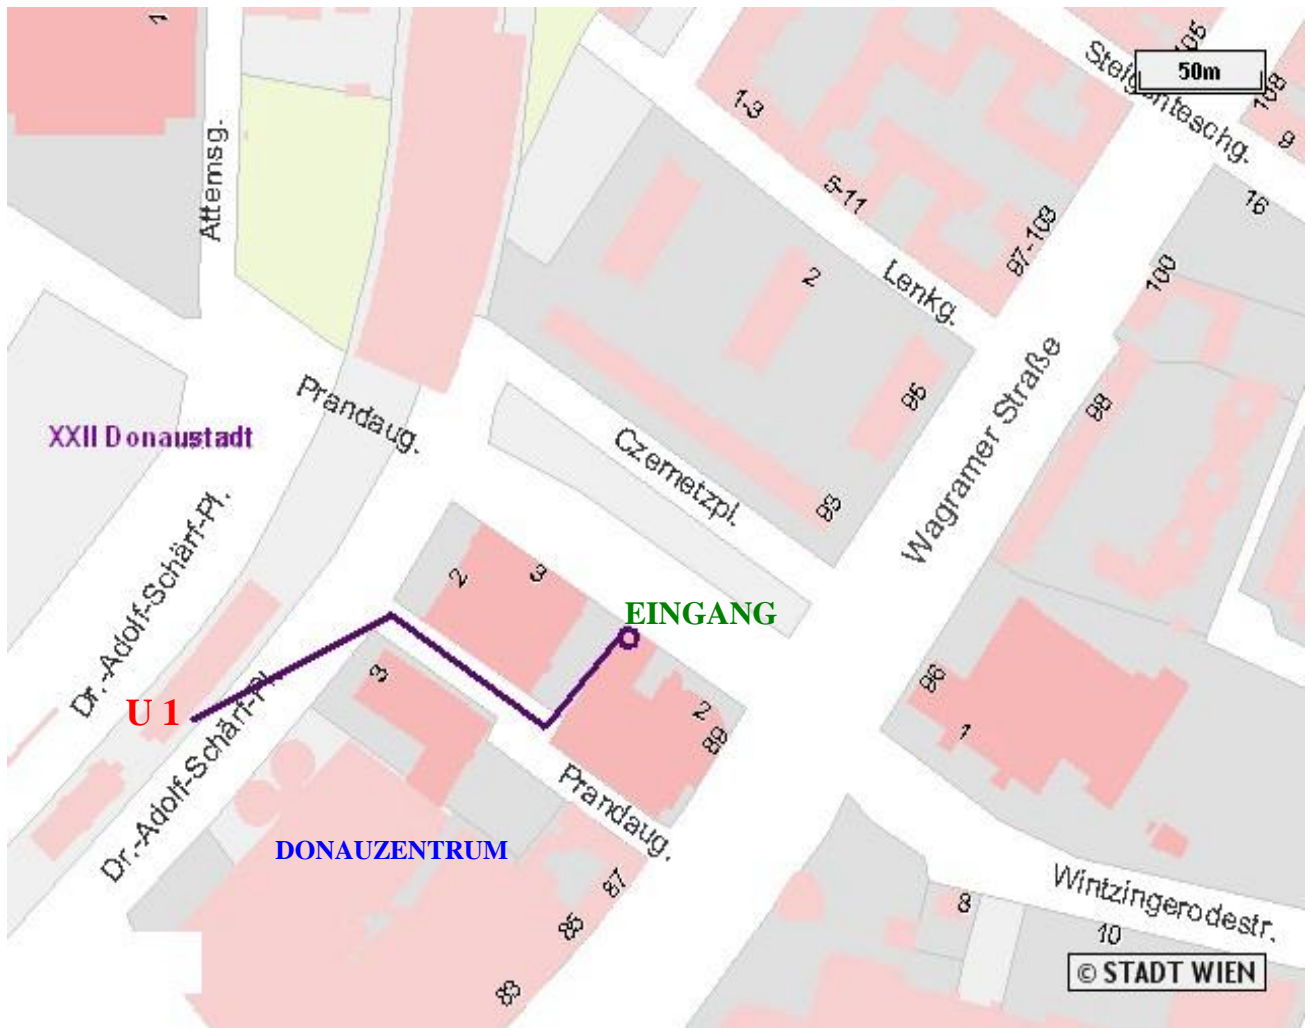 1
105
Steigenteschg.
50m
108
9
1-3
Attemsg.
5-11
16
97-103
2
Lenkg.
100
Prandaug.
95
98
XXII Donaustadt
Czernetzpl.
93
Wagramer Straße
Dr.-Adolf-Schärf-Pl.
2
3
EINGANG
3
U 1
96
2
89
1
Dr.-Adolf-Schärf-Pl.
Prandaug.
DONAUZENTRUM
87
Wintzingerodestr.
8
85
10
83
© STADT WIEN